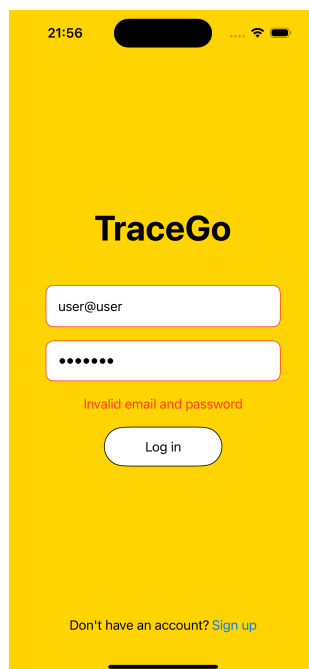 21:56
TraceGo
user@user
•••••••
Invalid email and password
Log in
Don't have an account? Sign up